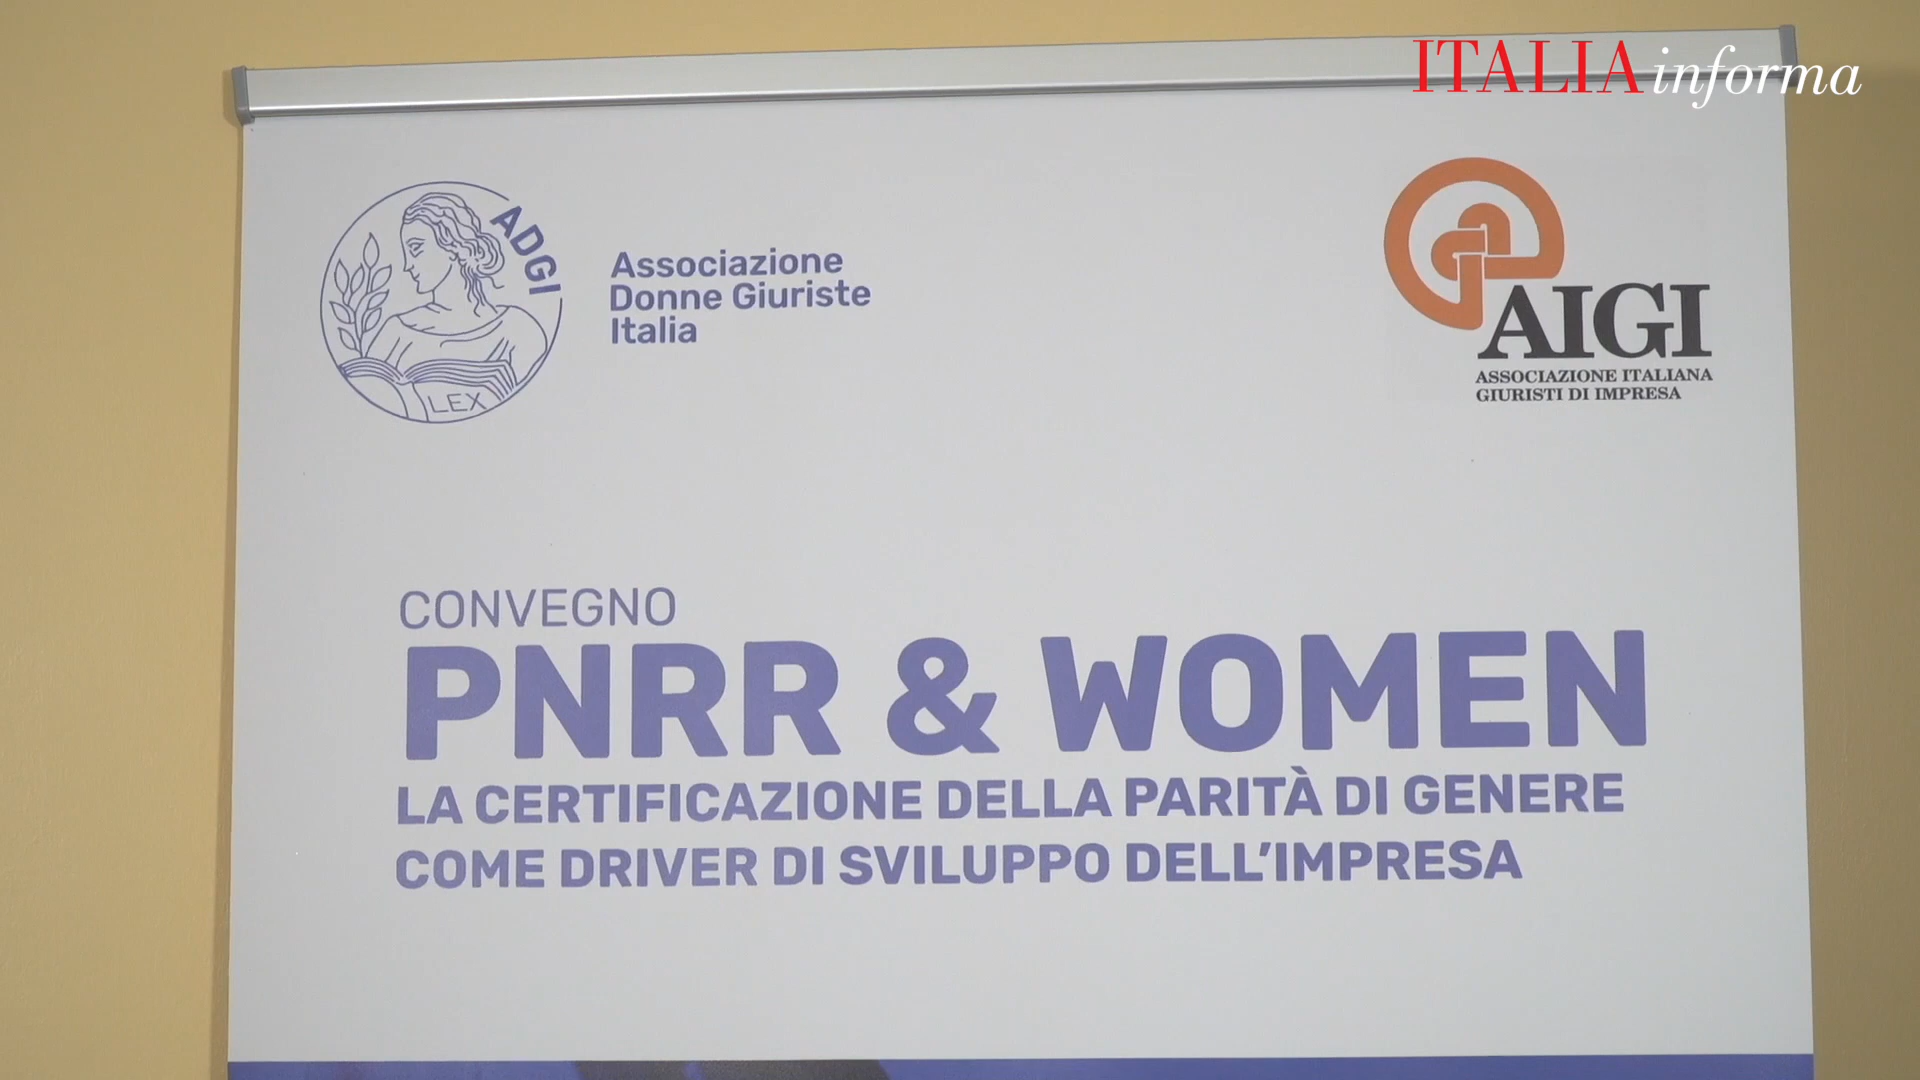 ITALIA informa
ADGI
LEX
Associazione
Donne Giuriste
Italia
AIGI
ASSOCIAZIONE ITALIANA
GIURISTI DI IMPRESA
CONVEGNO
PNRR & WOMEN
LA CERTIFICAZIONE DELLA PARITÀ DI GENERE
COME DRIVER DI SVILUPPO DELL'IMPRESA